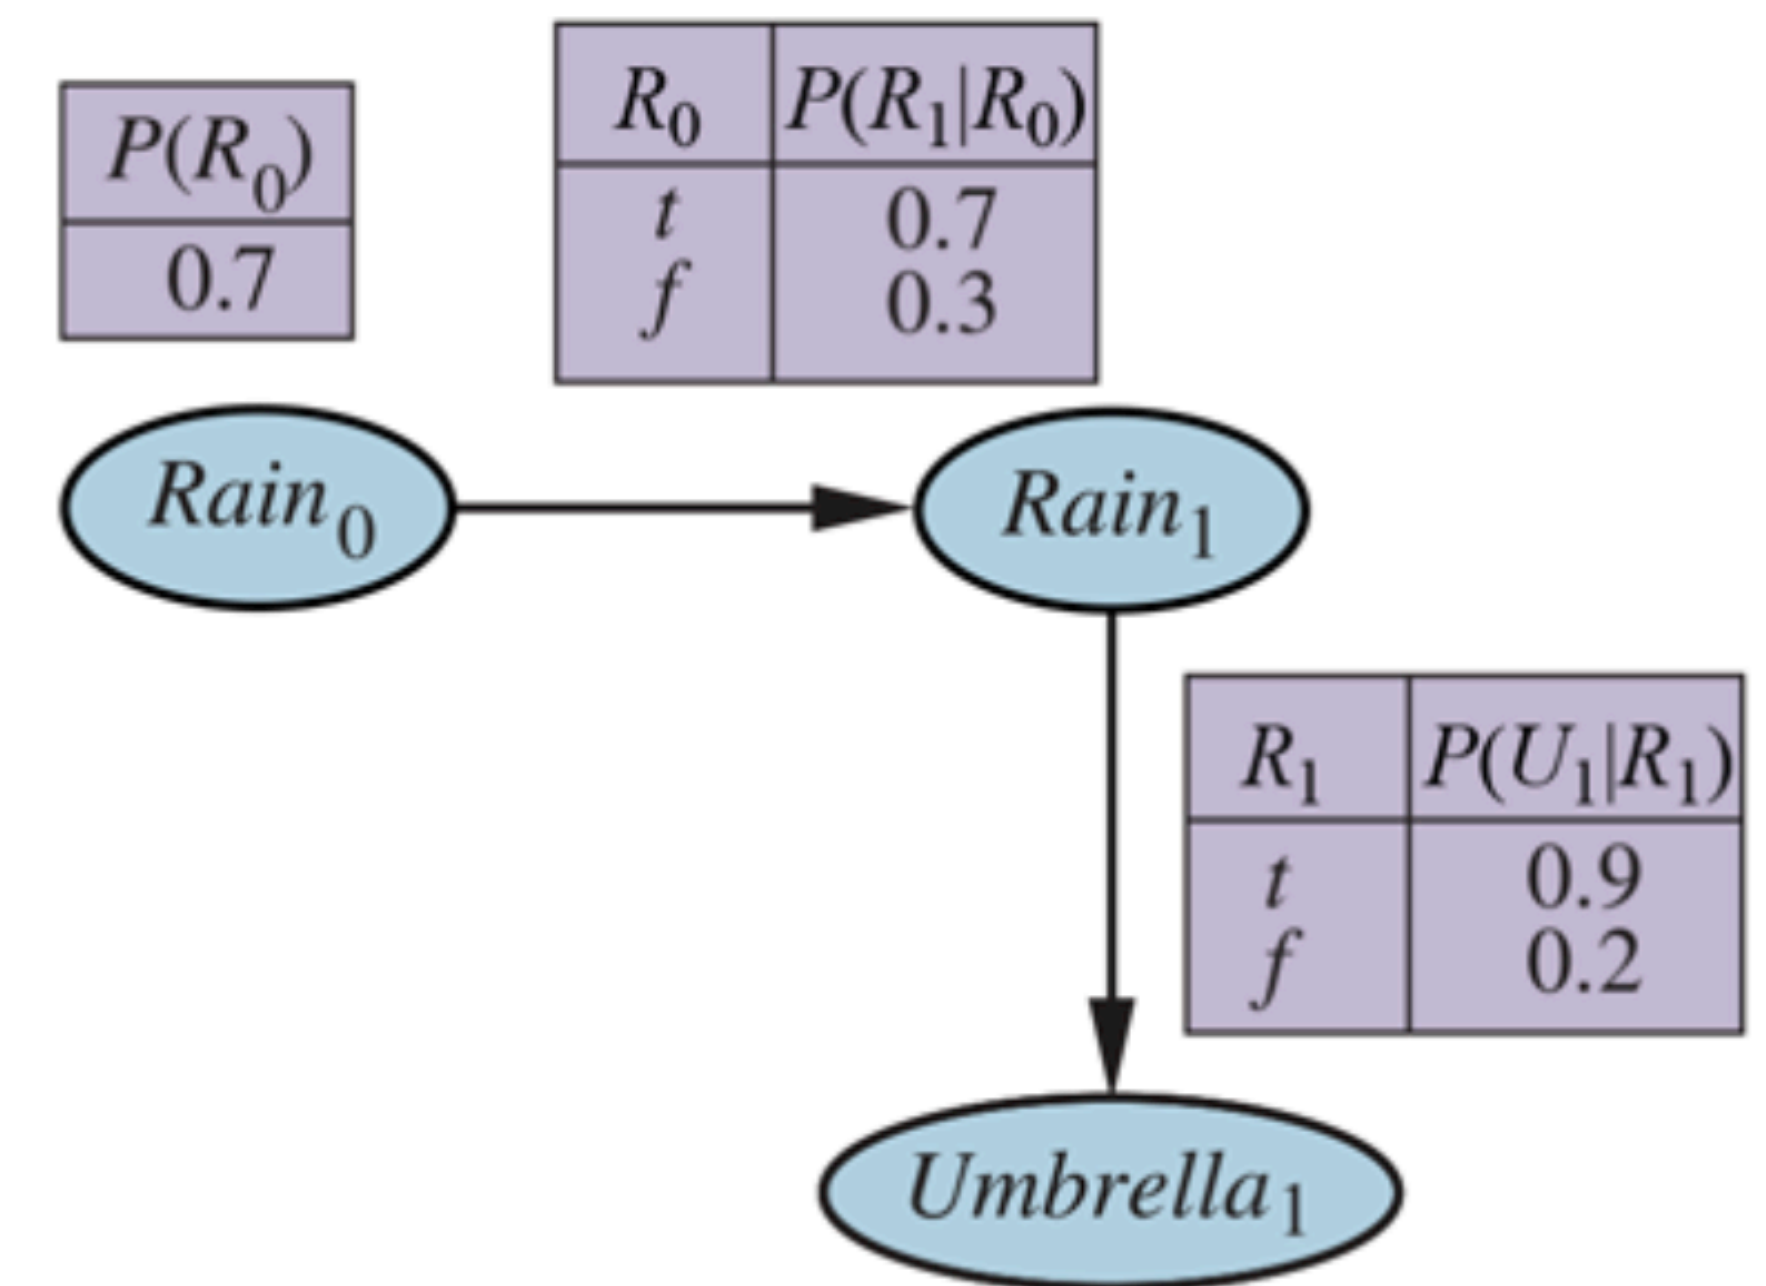 P(R₀)
0.7
R₀ P(R₁|R₀)
t 0.7
f 0.3
Rain₀
Rain₁
R₁ P(U₁|R₁)
t 0.9
f 0.2
Umbrella₁